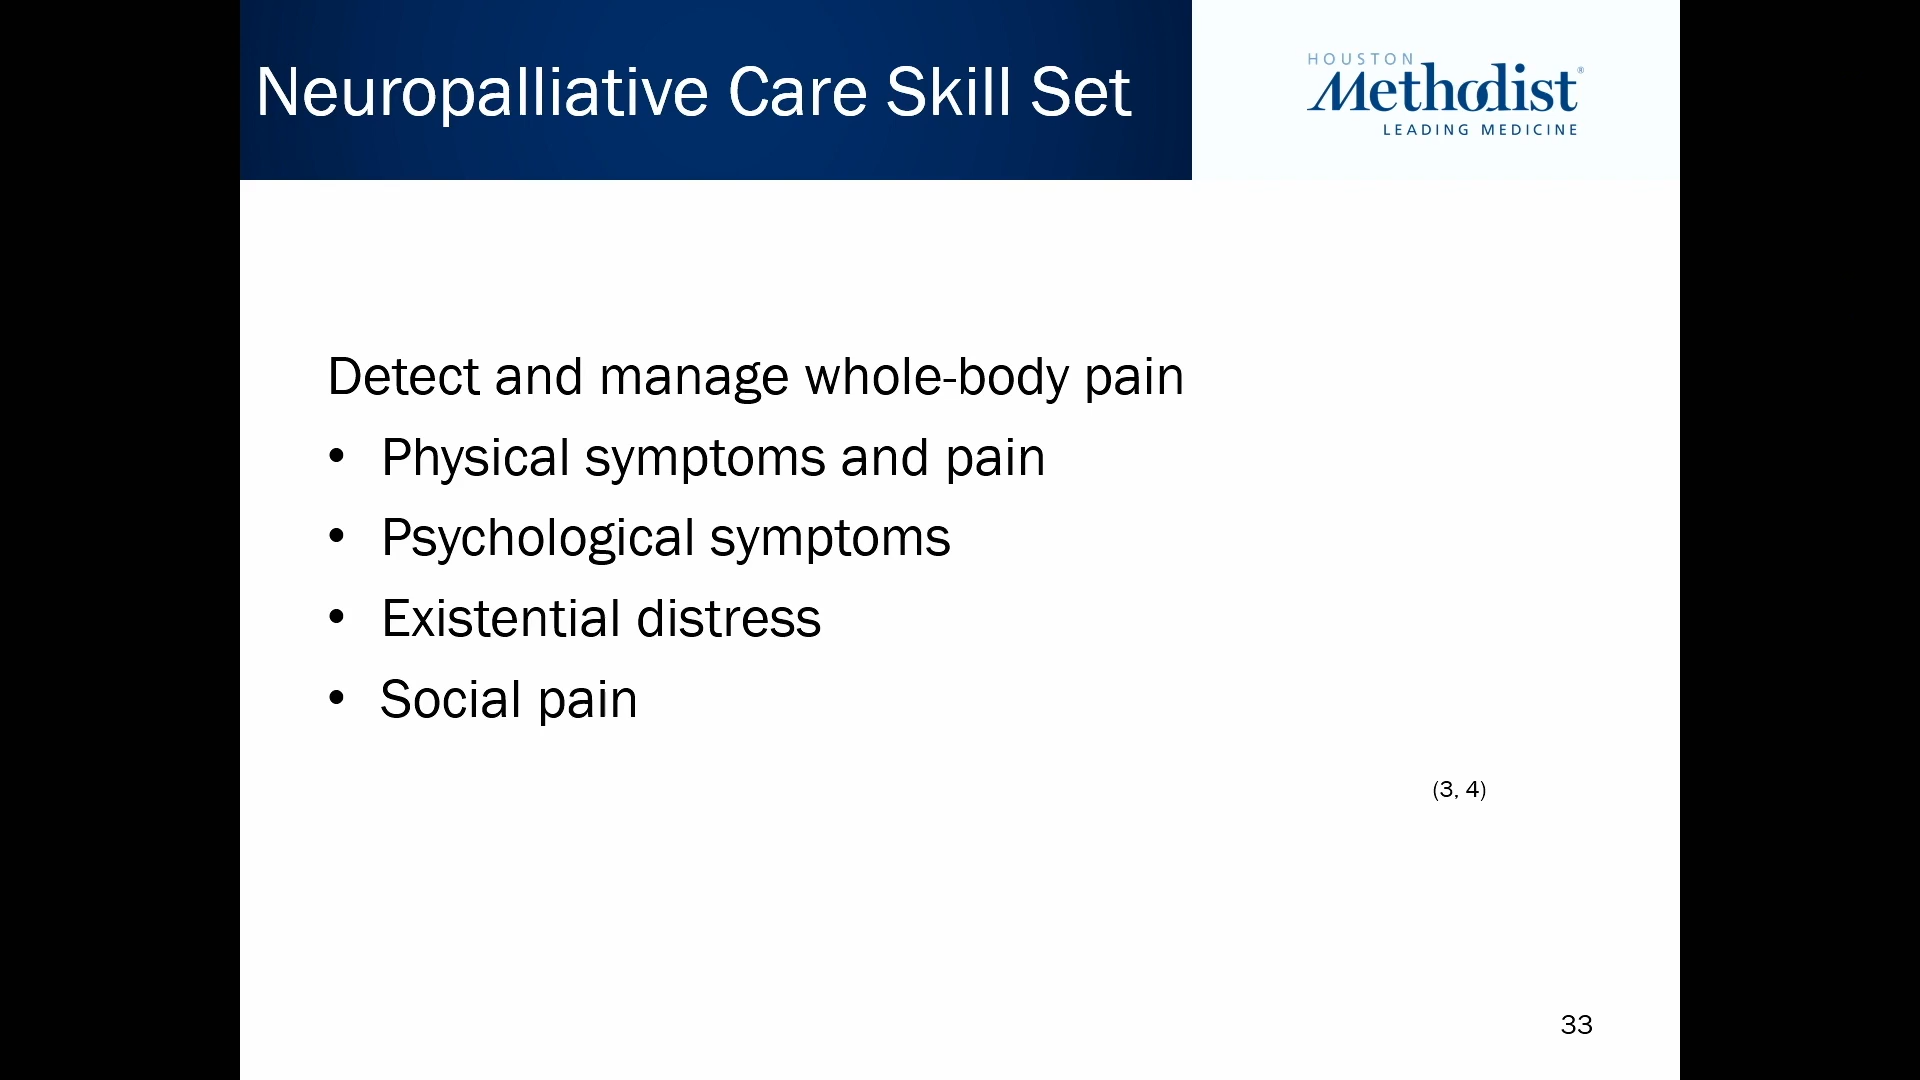 Neuropalliative Care Skill Set
HOUSTON
Methodist®
LEADING MEDICINE
Detect and manage whole-body pain
• Physical symptoms and pain
• Psychological symptoms
• Existential distress
• Social pain
(3, 4)
33